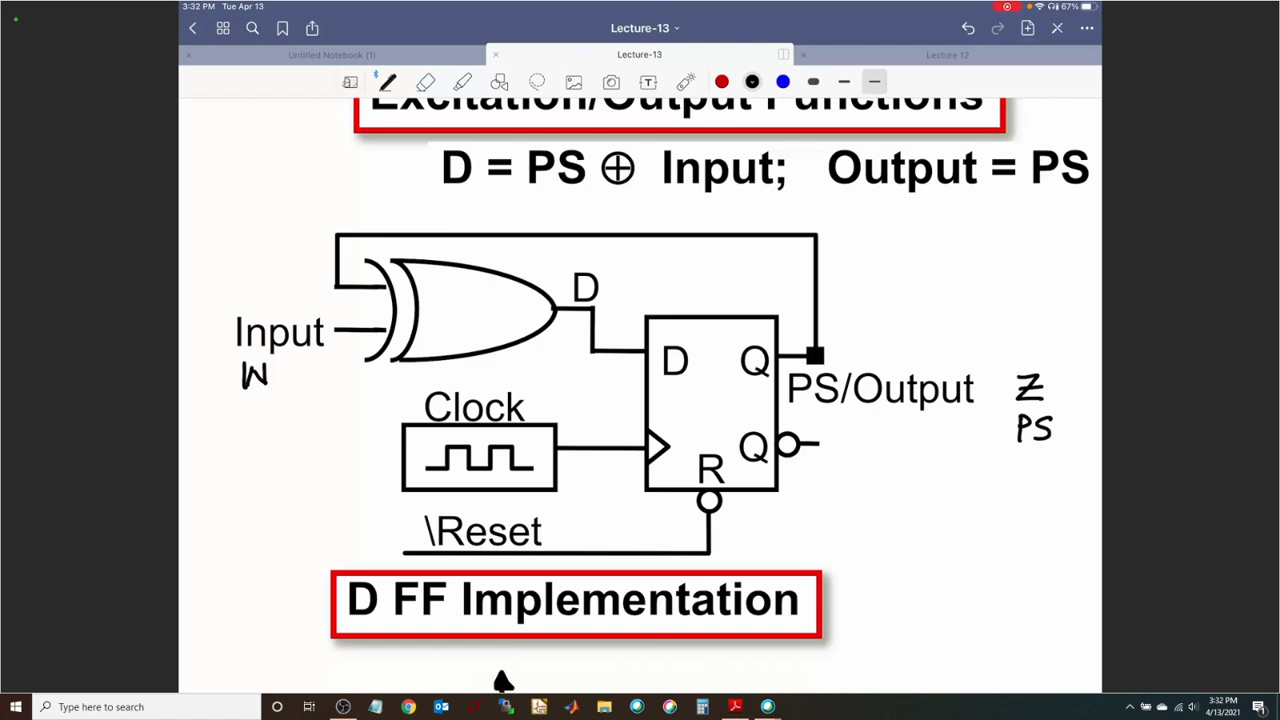 3:32 PM Tue Apr 13
67%
Lecture-13
Untitled Notebook (1)
Lecture-13
Lecture 12
Excitation/Output Functions
D = PS ⊕ Input; Output = PS
D
Input
W
D
Q
PS/Output
Z
PS
Clock
Q
R
\Reset
D FF Implementation
Type here to search
3:32 PM
4/13/2021